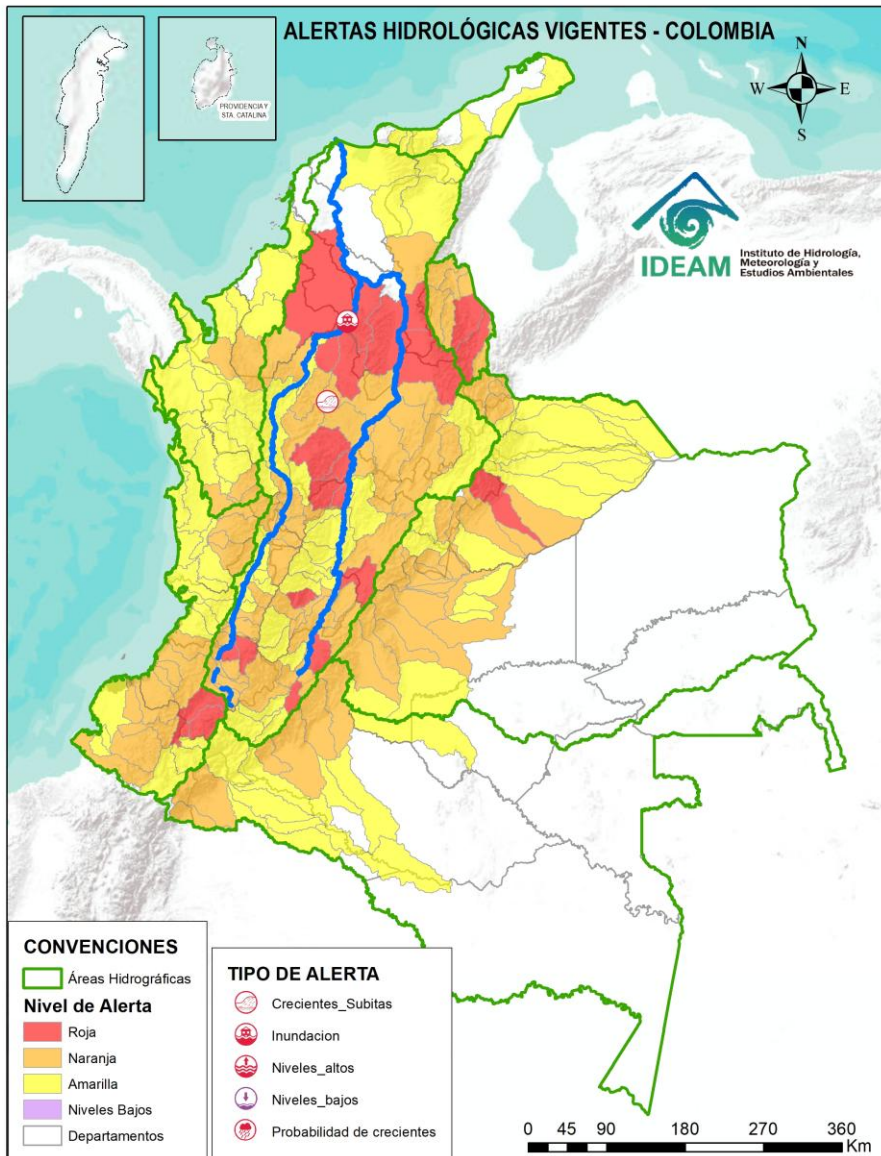 ALERTAS HIDROLÓGICAS VIGENTES - COLOMBIA
PROVIDENCIA Y
STA. CATALINA
N
W
E
S
IDEAM
Instituto de Hidrología,
Meteorología y
Estudios Ambientales
CONVENCIONES
Áreas Hidrográficas
Nivel de Alerta
Roja
Naranja
Amarilla
Niveles Bajos
Departamentos
TIPO DE ALERTA
Crecientes_Subitas
Inundacion
Niveles_altos
Niveles_bajos
Probabilidad de crecientes
0 45 90 180 270 360
Km